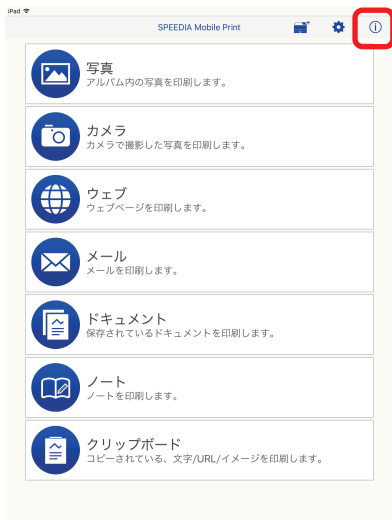 iPad
SPEEDIA Mobile Print
写真
アルバム内の写真を印刷します。
カメラ
カメラで撮影した写真を印刷します。
ウェブ
ウェブページを印刷します。
メール
メールを印刷します。
ドキュメント
保存されているドキュメントを印刷します。
ノート
ノートを印刷します。
クリップボード
コピーされている、文字/URL/イメージを印刷します。